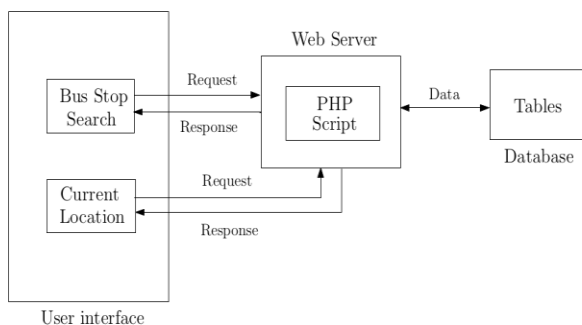 Web Server
Bus Stop
Search
Request
Response
PHP
Script
Data
Tables
Database
Current
Location
Request
Response
User interface